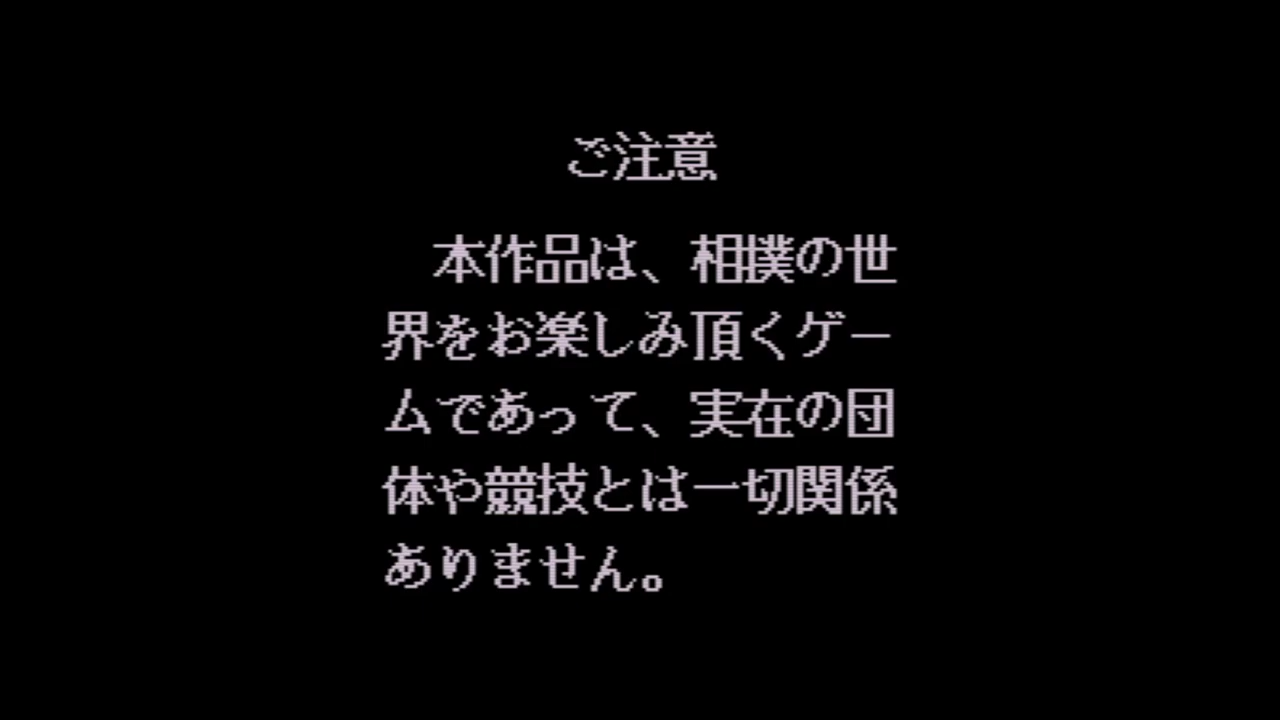 ご注意
本作品は、相撲の世
界をお楽しみ頂くゲー
ムであって、実在の団
体や競技とは一切関係
ありません。